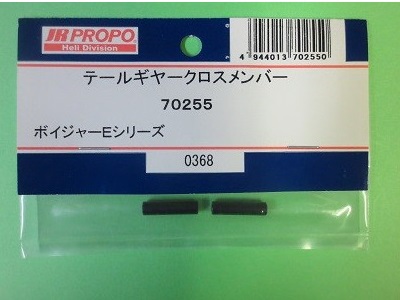 JR PROPO
Heli Division
4 944013 702550
テールギヤークロスメンバー
70255
ボイジャーEシリーズ
0368